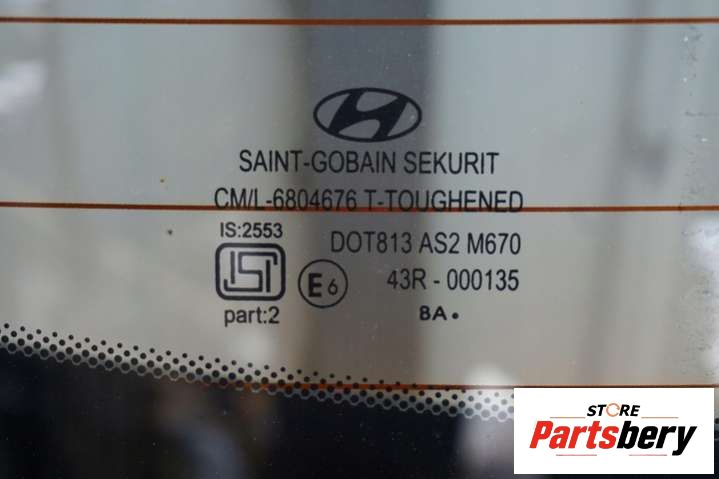 SAINT-GOBAIN SEKURIT
CM/L-6804676 T-TOUGHENED
IS:2553
DOT813 AS2 M670
ISI
E6
43R - 000135
part:2
BA.
STORE
Partsbery